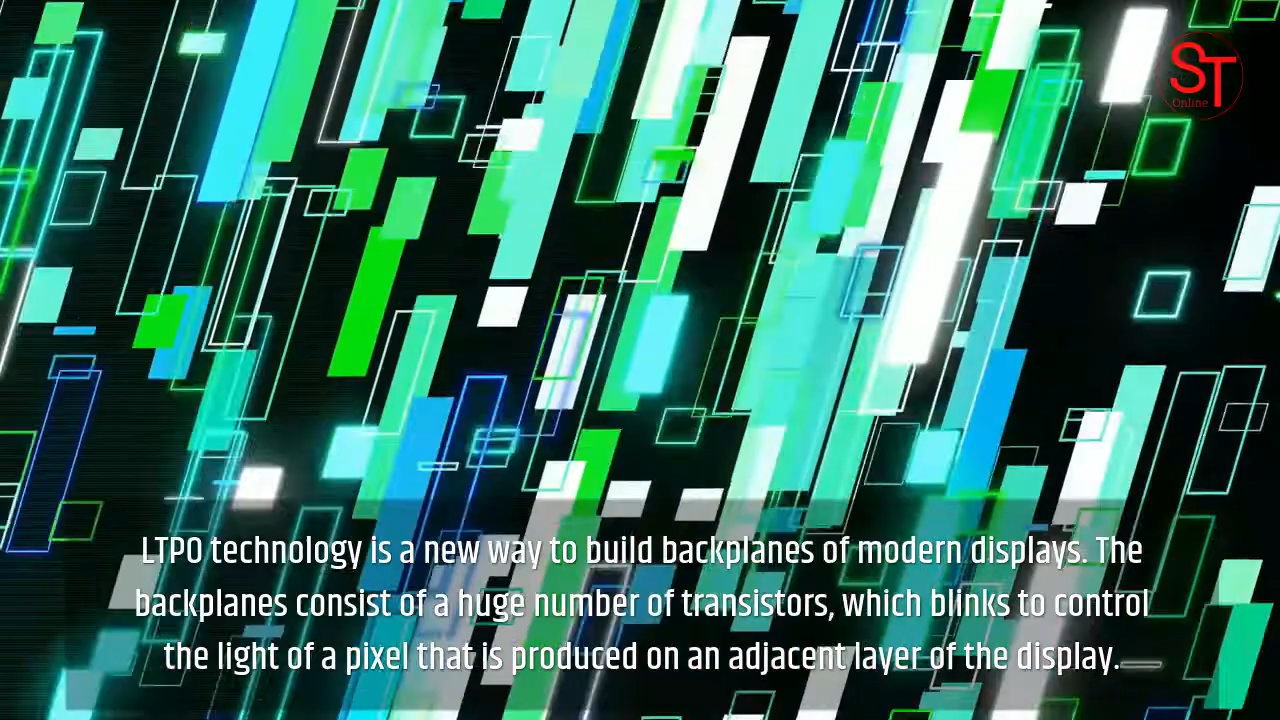 ST
Online
LTPO technology is a new way to build backplanes of modern displays. The
backplanes consist of a huge number of transistors, which blinks to control
the light of a pixel that is produced on an adjacent layer of the display.